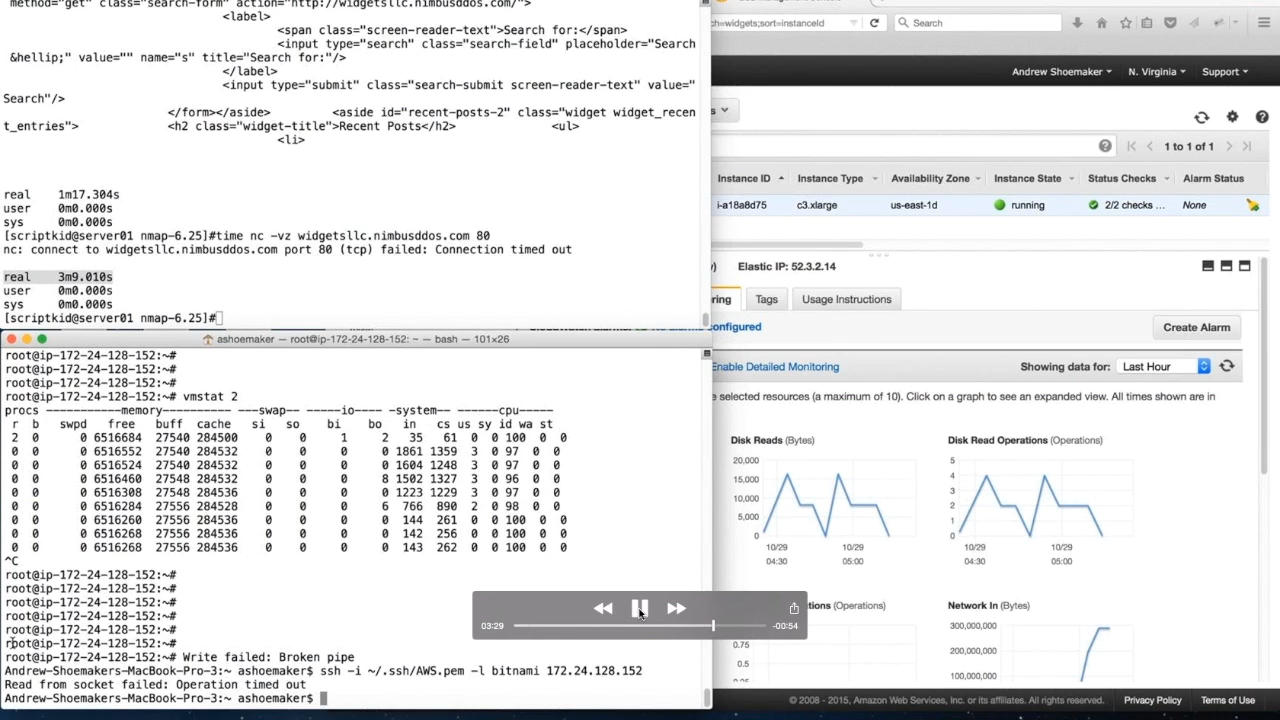 method="get" class="search-form" action="http://widgetsllc.nimbusddos.com/">
<label>
<span class="screen-reader-text">Search for:</span>
<input type="search" class="search-field" placeholder="Search
&hellip;" value="" name="s" title="Search for:"/>
</label>
<input type="submit" class="search-submit screen-reader-text" value="
Search"/>
</form></aside> <aside id="recent-posts-2" class="widget widget_recen
t_entries"> <h2 class="widget-title">Recent Posts</h2> <ul>
<li>
real 1m17.304s
user 0m0.000s
sys 0m0.000s
[scriptkid@server01 nmap-6.25]#time nc -vz widgetsllc.nimbusddos.com 80
nc: connect to widgetsllc.nimbusddos.com port 80 (tcp) failed: Connection timed out
real 3m9.010s
user 0m0.000s
sys 0m0.000s
[scriptkid@server01 nmap-6.25]#
ashoemaker — root@ip-172-24-128-152: ~ — bash — 101×26
root@ip-172-24-128-152:~#
root@ip-172-24-128-152:~#
root@ip-172-24-128-152:~#
root@ip-172-24-128-152:~# vmstat 2
procs -----------memory---------- ---swap-- -----io---- -system-- ------cpu-----
r b swpd free buff cache si so bi bo in cs us sy id wa st
2 0 0 6516684 27540 284500 0 0 1 2 35 61 0 0 100 0 0
0 0 0 6516552 27540 284532 0 0 0 0 1861 1359 3 0 97 0 0
0 0 0 6516524 27540 284532 0 0 0 0 1604 1248 3 0 97 0 0
0 0 0 6516460 27548 284532 0 0 0 8 1502 1327 3 0 96 0 0
0 0 0 6516308 27548 284536 0 0 0 0 1223 1229 3 0 97 0 0
0 0 0 6516284 27556 284528 0 0 0 6 766 890 2 0 98 0 0
0 0 0 6516260 27556 284536 0 0 0 0 144 261 0 0 100 0 0
0 0 0 6516268 27556 284536 0 0 0 0 142 256 0 0 100 0 0
0 0 0 6516268 27556 284536 0 0 0 0 143 262 0 0 100 0 0
^C
root@ip-172-24-128-152:~#
root@ip-172-24-128-152:~#
root@ip-172-24-128-152:~#
root@ip-172-24-128-152:~#
root@ip-172-24-128-152:~#
root@ip-172-24-128-152:~#
root@ip-172-24-128-152:~# Write failed: Broken pipe
Andrew-Shoemakers-MacBook-Pro-3:~ ashoemaker$ ssh -i ~/.ssh/AWS.pem -l bitnami 172.24.128.152
Read from socket failed: Operation timed out
Andrew-Shoemakers-MacBook-Pro-3:~ ashoemaker$
03:29
-00:54
ch=widgets;sort=instanceId
Search
Andrew Shoemaker
N. Virginia
Support
1 to 1 of 1
Instance ID Instance Type Availability Zone Instance State Status Checks Alarm Status
i-a18a8d75 c3.xlarge us-east-1d running 2/2 checks ... None
Elastic IP: 52.3.2.14
ring Tags Usage Instructions
configured
Create Alarm
Enable Detailed Monitoring
Showing data for: Last Hour
e selected resources (a maximum of 10). Click on a graph to see an expanded view. All times shown are in
Disk Reads (Bytes)
20,000
15,000
10,000
5,000
0
10/29 04:30
10/29 05:00
Disk Read Operations (Operations)
5
4
3
2
1
0
10/29 04:30
10/29 05:00
tions (Operations)
0.75
0.5
Network In (Bytes)
300,000,000
200,000,000
100,000,000
© 2008 - 2015, Amazon Web Services, Inc. or its affiliates. All rights reserved.
Privacy Policy
Terms of Use